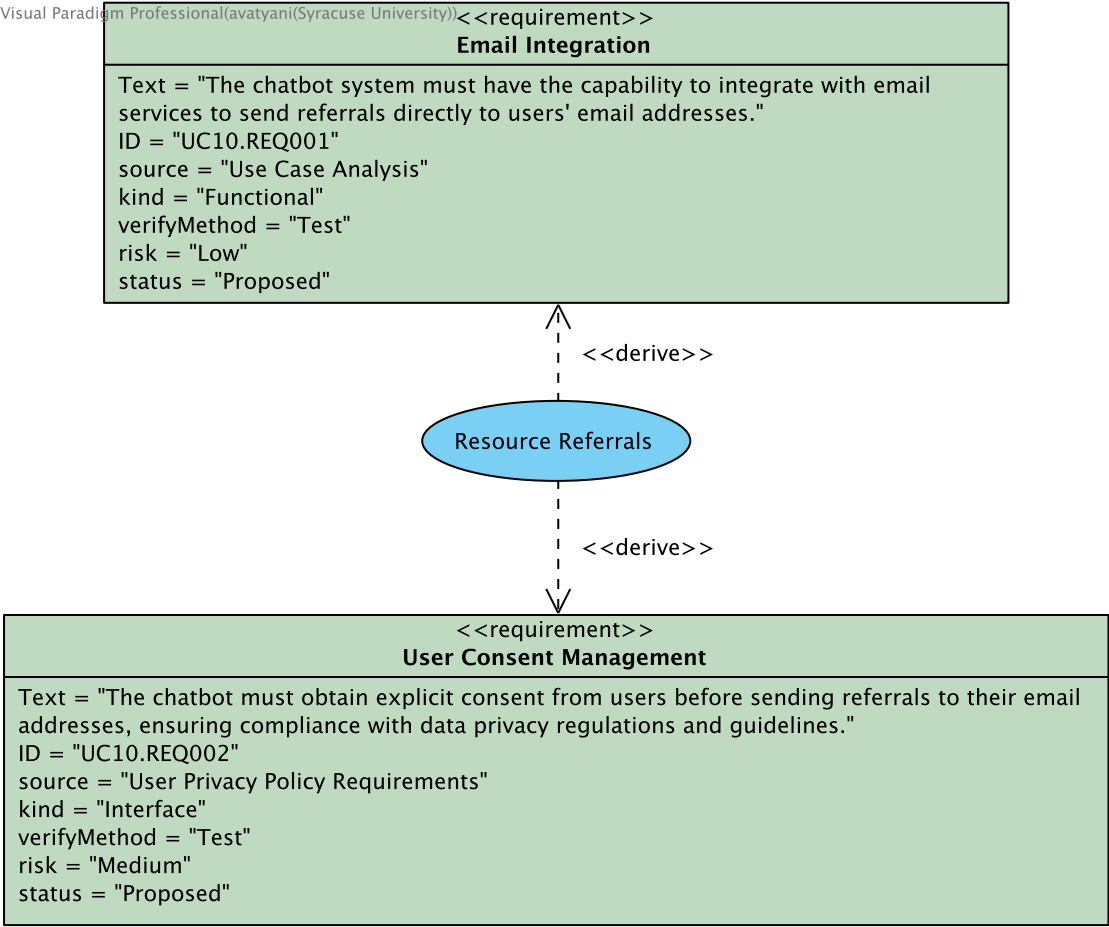 Visual Paradigm Professional(avatyani(Syracuse University))
<<requirement>>
Email Integration
Text = "The chatbot system must have the capability to integrate with email
services to send referrals directly to users' email addresses."
ID = "UC10.REQ001"
source = "Use Case Analysis"
kind = "Functional"
verifyMethod = "Test"
risk = "Low"
status = "Proposed"
<<derive>>
Resource Referrals
<<derive>>
<<requirement>>
User Consent Management
Text = "The chatbot must obtain explicit consent from users before sending referrals to their email
addresses, ensuring compliance with data privacy regulations and guidelines."
ID = "UC10.REQ002"
source = "User Privacy Policy Requirements"
kind = "Interface"
verifyMethod = "Test"
risk = "Medium"
status = "Proposed"